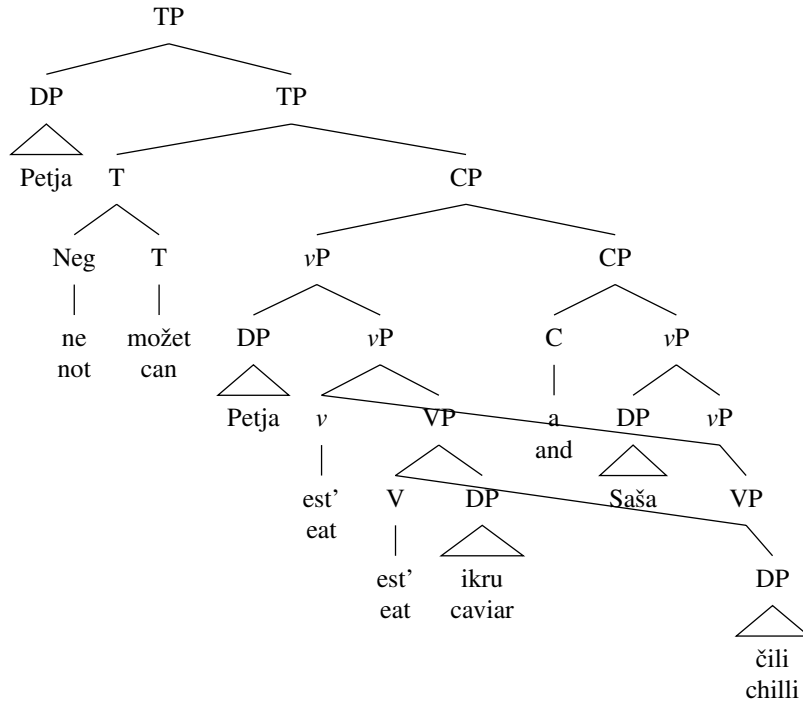 TP
DP TP
Petja T CP
Neg T vP CP
ne možet DP vP C vP
not can
Petja v VP a DP vP
and
est' V DP Saša VP
eat
est' ikru DP
eat caviar
čili
chilli